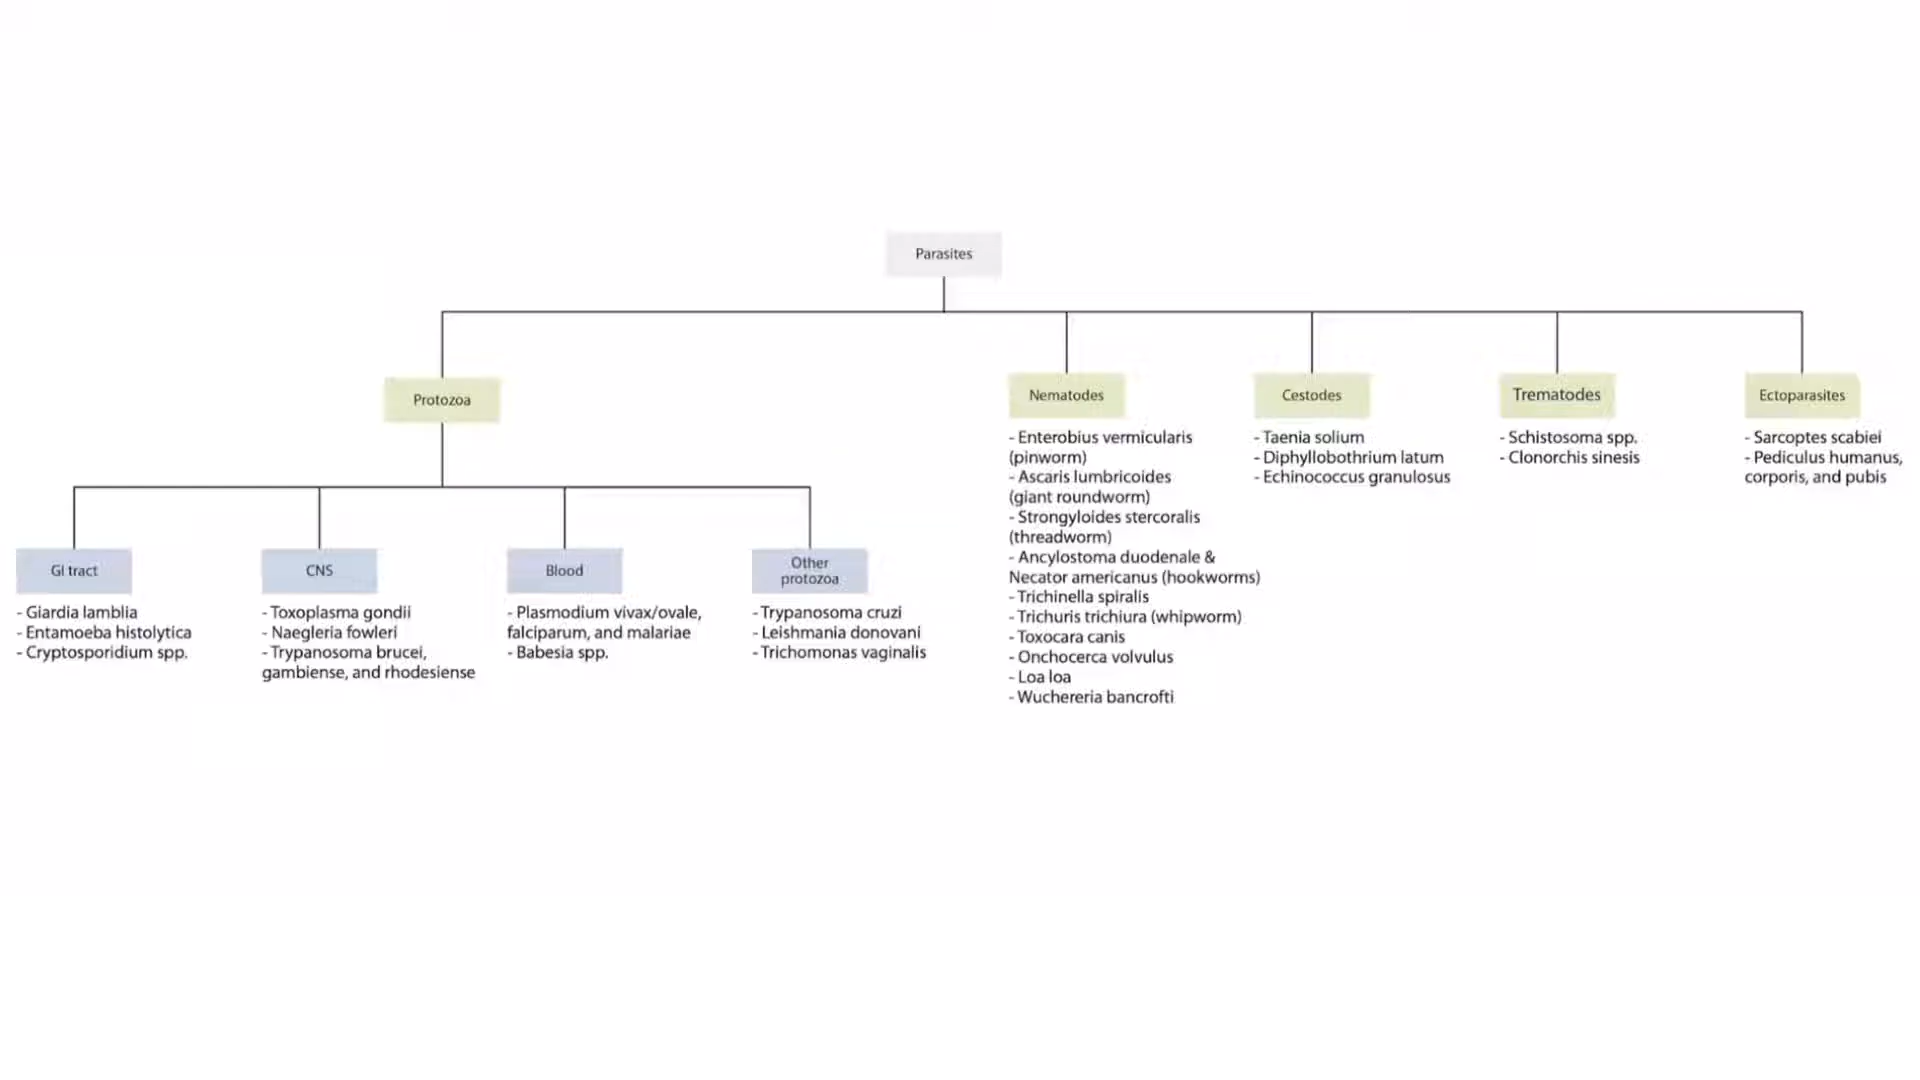 Parasites
Protozoa
GI tract
- Giardia lamblia
- Entamoeba histolytica
- Cryptosporidium spp.
CNS
- Toxoplasma gondii
- Naegleria fowleri
- Trypanosoma brucei,
gambiense, and rhodesiense
Blood
- Plasmodium vivax/ovale,
falciparum, and malariae
- Babesia spp.
Other
protozoa
- Trypanosoma cruzi
- Leishmania donovani
- Trichomonas vaginalis
Nematodes
- Enterobius vermicularis
(pinworm)
- Ascaris lumbricoides
(giant roundworm)
- Strongyloides stercoralis
(threadworm)
- Ancylostoma duodenale &
Necator americanus (hookworms)
- Trichinella spiralis
- Trichuris trichiura (whipworm)
- Toxocara canis
- Onchocerca volvulus
- Loa loa
- Wuchereria bancrofti
Cestodes
- Taenia solium
- Diphyllobothrium latum
- Echinococcus granulosus
Trematodes
- Schistosoma spp.
- Clonorchis sinesis
Ectoparasites
- Sarcoptes scabiei
- Pediculus humanus,
corporis, and pubis